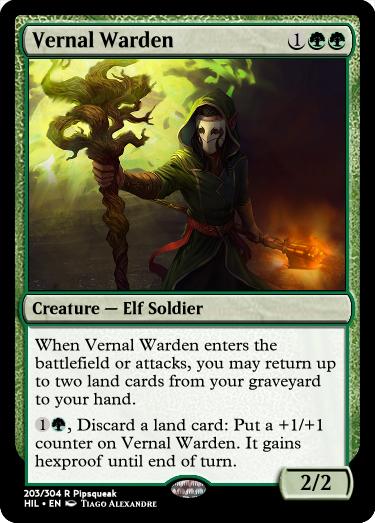 Vernal Warden 1
Creature — Elf Soldier
When Vernal Warden enters the
battlefield or attacks, you may return up
to two land cards from your graveyard
to your hand.
1, Discard a land card: Put a +1/+1
counter on Vernal Warden. It gains
hexproof until end of turn.
2/2
203/304 R Pipsqueak
HIL • EN Tiago Alexandre